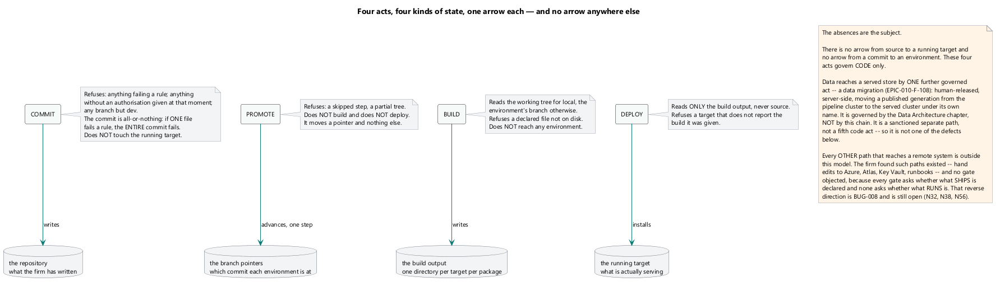 Four acts, four kinds of state, one arrow each — and no arrow anywhere else
COMMIT
Refuses: anything failing a rule; anything
without an authorisation given at that moment;
any branch but dev.
The commit is all-or-nothing: if ONE file
fails a rule, the ENTIRE commit fails.
Does NOT touch the running target.
PROMOTE
Refuses: a skipped step, a partial tree.
Does NOT build and does NOT deploy.
It moves a pointer and nothing else.
BUILD
Reads the working tree for local, the
environment's branch otherwise.
Refuses a declared file not on disk.
Does NOT reach any environment.
DEPLOY
Reads ONLY the build output, never source.
Refuses a target that does not report the
build it was given.
The absences are the subject.
There is no arrow from source to a running target and
no arrow from a commit to an environment. These four
acts govern CODE only.
Data reaches a served store by ONE further governed
act -- a data migration (EPIC-010-F-108): human-released,
server-side, moving a published generation from the
pipeline cluster to the served cluster under its own
name. It is governed by the Data Architecture chapter,
NOT by this chain. It is a sanctioned separate path,
not a fifth code act -- so it is not one of the defects
below.
Every OTHER path that reaches a remote system is outside
this model. The firm found such paths existed -- hand
edits to Azure, Atlas, Key Vault, runbooks -- and no gate
objected, because every gate asks whether what SHIPS is
declared and none asks whether what RUNS is. That reverse
direction is BUG-008 and is still open (N32, N38, N56).
writes
advances, one step
writes
installs
the repository
what the firm has written
the branch pointers
which commit each environment is at
the build output
one directory per target per package
the running target
what is actually serving